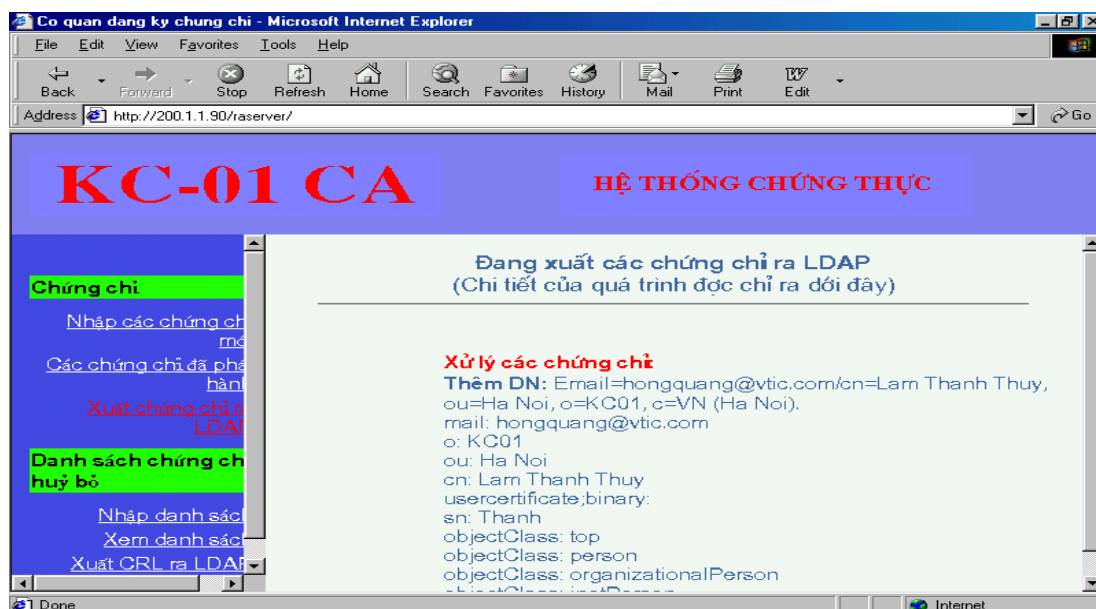 Co quan dang ky chung chi - Microsoft Internet Explorer
File Edit View Favorites Tools Help
Back Forward Stop Refresh Home Search Favorites History Mail Print Edit
Address http://200.1.1.90/raserver/ Go
KC-01 CA
HỆ THỐNG CHỨNG THỰC
Chứng chỉ
Nhập các chứng ch
mớ
Các chứng chỉ đã phá
hàn
Xuất chứng chỉ r
LDA
Danh sách chứng ch
huỷ bỏ
Nhập danh sác
Xem danh sác
Xuất CRL ra LDA
Đang xuất các chứng chỉ ra LDAP
(Chi tiết của quá trình đợc chỉ ra dới đây)
Xử lý các chứng chỉ:
Thêm DN: Email=hongquang@vtic.com/cn=Lam Thanh Thuy,
ou=Ha Noi, o=KC01, c=VN (Ha Noi).
mail: hongquang@vtic.com
o: KC01
ou: Ha Noi
cn: Lam Thanh Thuy
usercertificate;binary:
sn: Thanh
objectClass: top
objectClass: person
objectClass: organizationalPerson
Done Internet